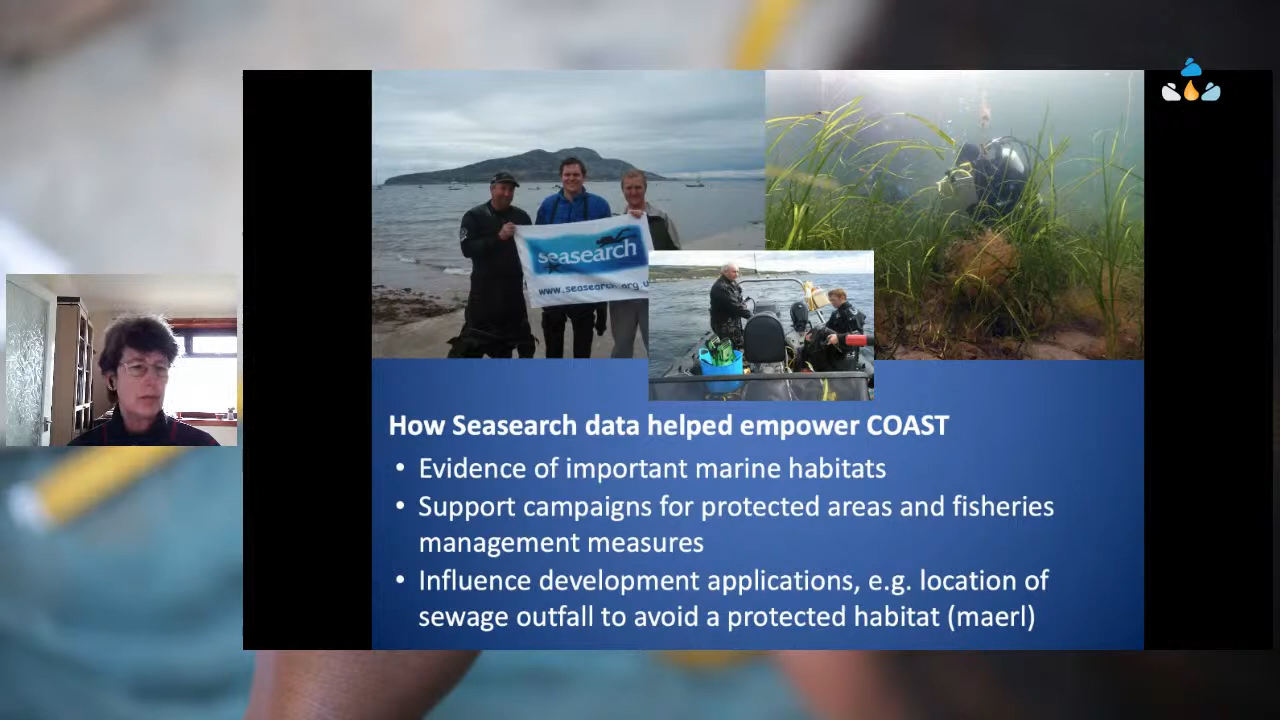 seasearch
www.seasearch.org.u
How Seasearch data helped empower COAST
• Evidence of important marine habitats
• Support campaigns for protected areas and fisheries
management measures
• Influence development applications, e.g. location of
sewage outfall to avoid a protected habitat (maerl)